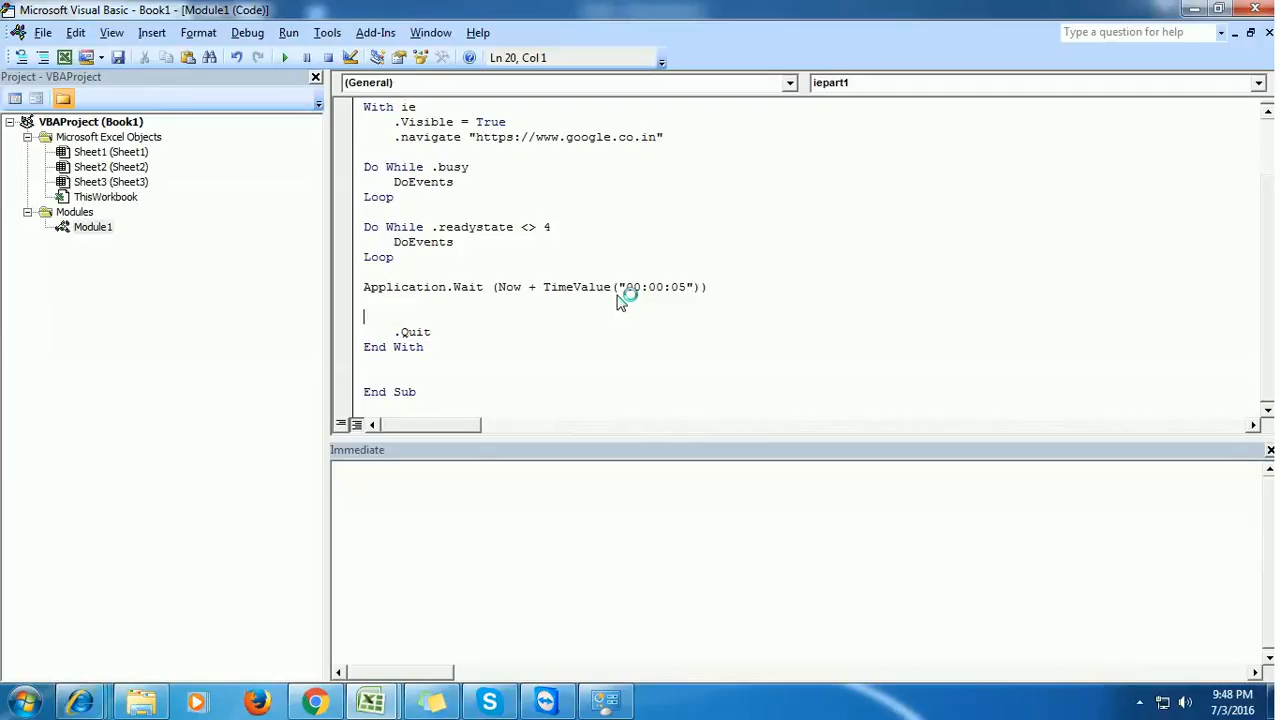 Microsoft Visual Basic - Book1 - [Module1 (Code)]
File Edit View Insert Format Debug Run Tools Add-Ins Window Help
Type a question for help
Ln 20, Col 1
Project - VBAProject
(General)
iepart1
VBAProject (Book1)
Microsoft Excel Objects
Sheet1 (Sheet1)
Sheet2 (Sheet2)
Sheet3 (Sheet3)
ThisWorkbook
Modules
Module1
With ie
.Visible = True
.navigate "https://www.google.co.in"
Do While .busy
DoEvents
Loop
Do While .readystate <> 4
DoEvents
Loop
Application.Wait (Now + TimeValue("00:00:05"))
.Quit
End With
End Sub
Immediate
9:48 PM
7/3/2016